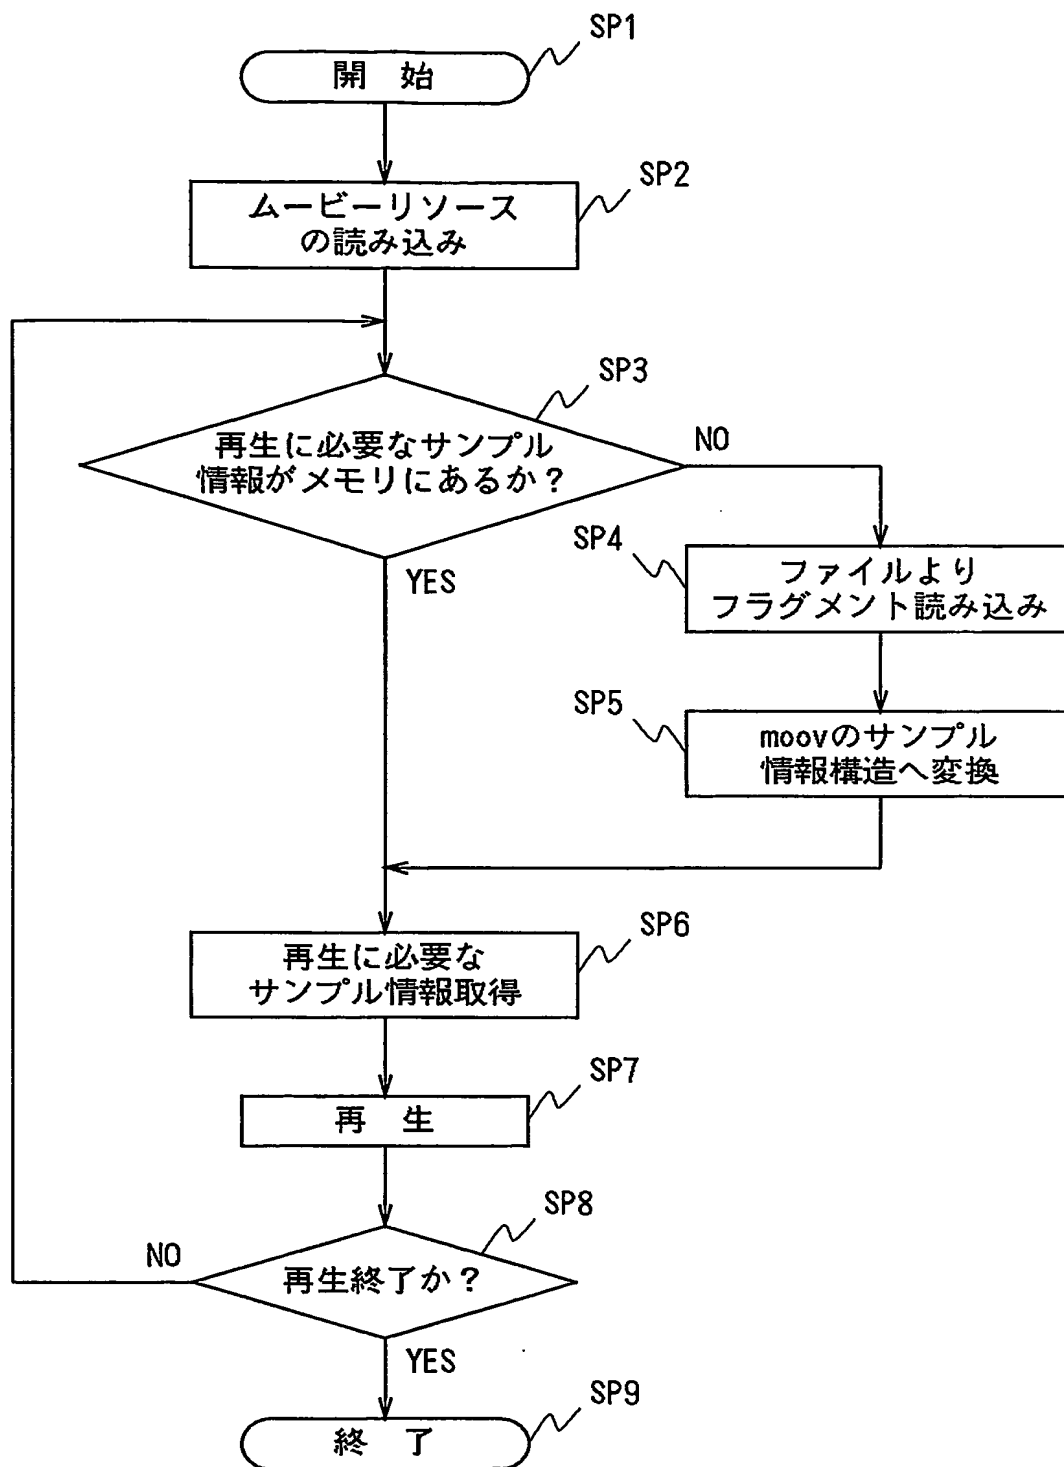 SP1
開 始
SP2
ムービーリソース
の読み込み
SP3
再生に必要なサンプル
情報がメモリにあるか？
NO
YES
SP4
ファイルより
フラグメント読み込み
SP5
moovのサンプル
情報構造へ変換
SP6
再生に必要な
サンプル情報取得
SP7
再 生
SP8
再生終了か？
NO
YES
SP9
終 了